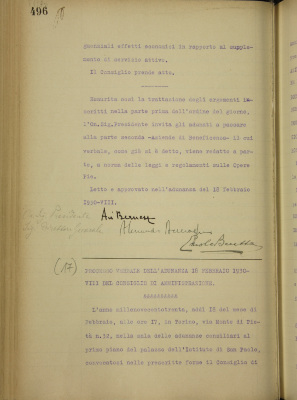 496
guenziali effetti economici in rapporto al supple-
mento di servizio attivo.
Il Consiglio prende atto.
Esaurita così la trattazione degli argomenti in-
scritti nella parte prima dell'ordine del giorno,
l'On.Sig.Presidente invita gli adunati a passare
alla parte seconda -Azienda di Beneficenza- il cui
verbale, come già si è detto, viene redatto a par-
te, a norma delle leggi e regolamenti sulle Opere
Pie.
Letto e approvato nell'adunanza del 18 Febbraio
1930-VIII.
Presidente
(17)
PROCESSO VERBALE DELL'ADUNANZA 18 FEBBRAIO 1930-
VIII DEL CONSIGLIO DI AMMINISTRAZIONE.
L'anno millenovecentotrenta, addì 18 del mese di
febbraio, alle ore 17, in Torino, via Monte di Pie-
tà n.32, nella sala delle adunanze consigliari al
primo piano del palazzo dell'Istituto di San Paolo,
convocatosi nelle prescritte forme il Consiglio di